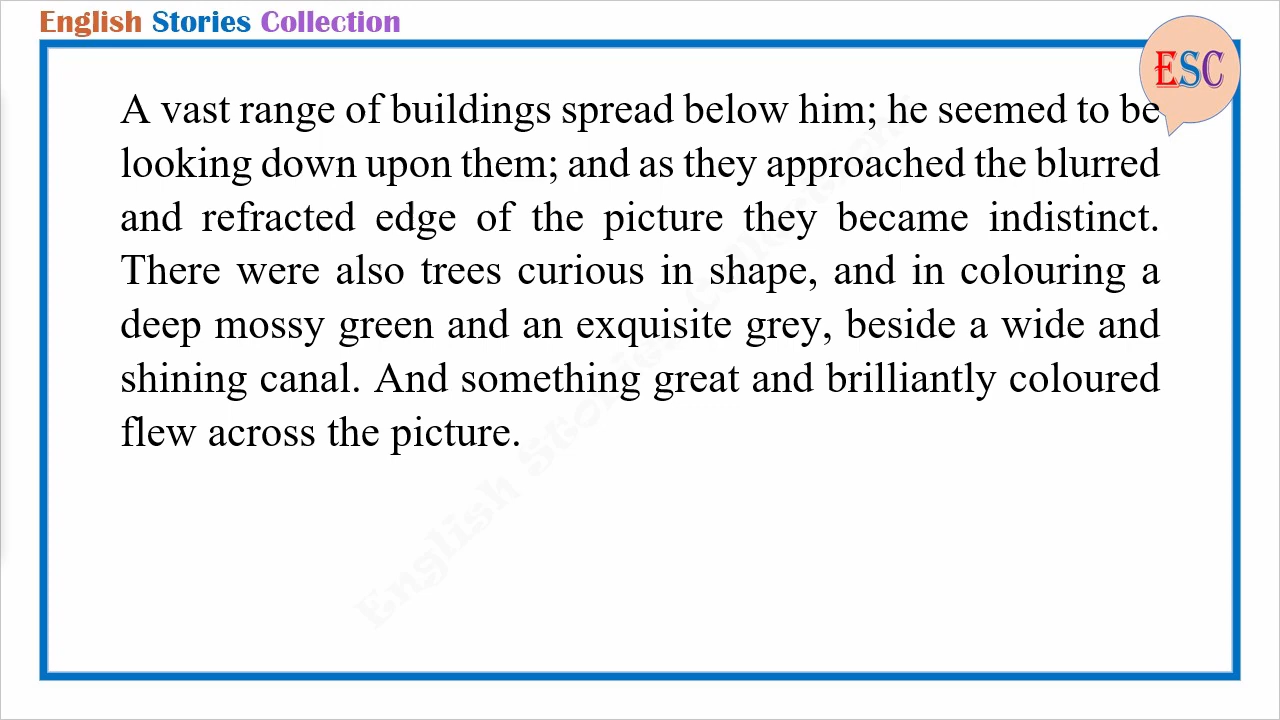 English Stories Collection
ESC
A vast range of buildings spread below him; he seemed to be
looking down upon them; and as they approached the blurred
and refracted edge of the picture they became indistinct.
There were also trees curious in shape, and in colouring a
deep mossy green and an exquisite grey, beside a wide and
shining canal. And something great and brilliantly coloured
flew across the picture.
English Stories Collection